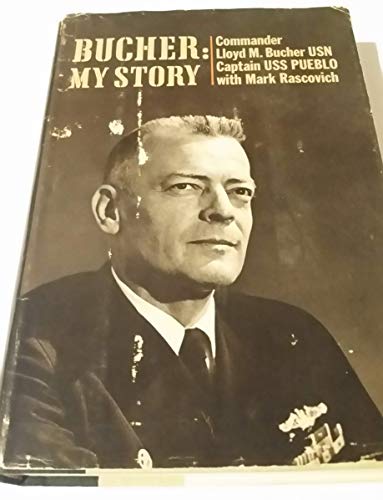 BUCHER:
MY STORY
Commander
Lloyd M. Bucher USN
Captain USS PUEBLO
with Mark Rascovich